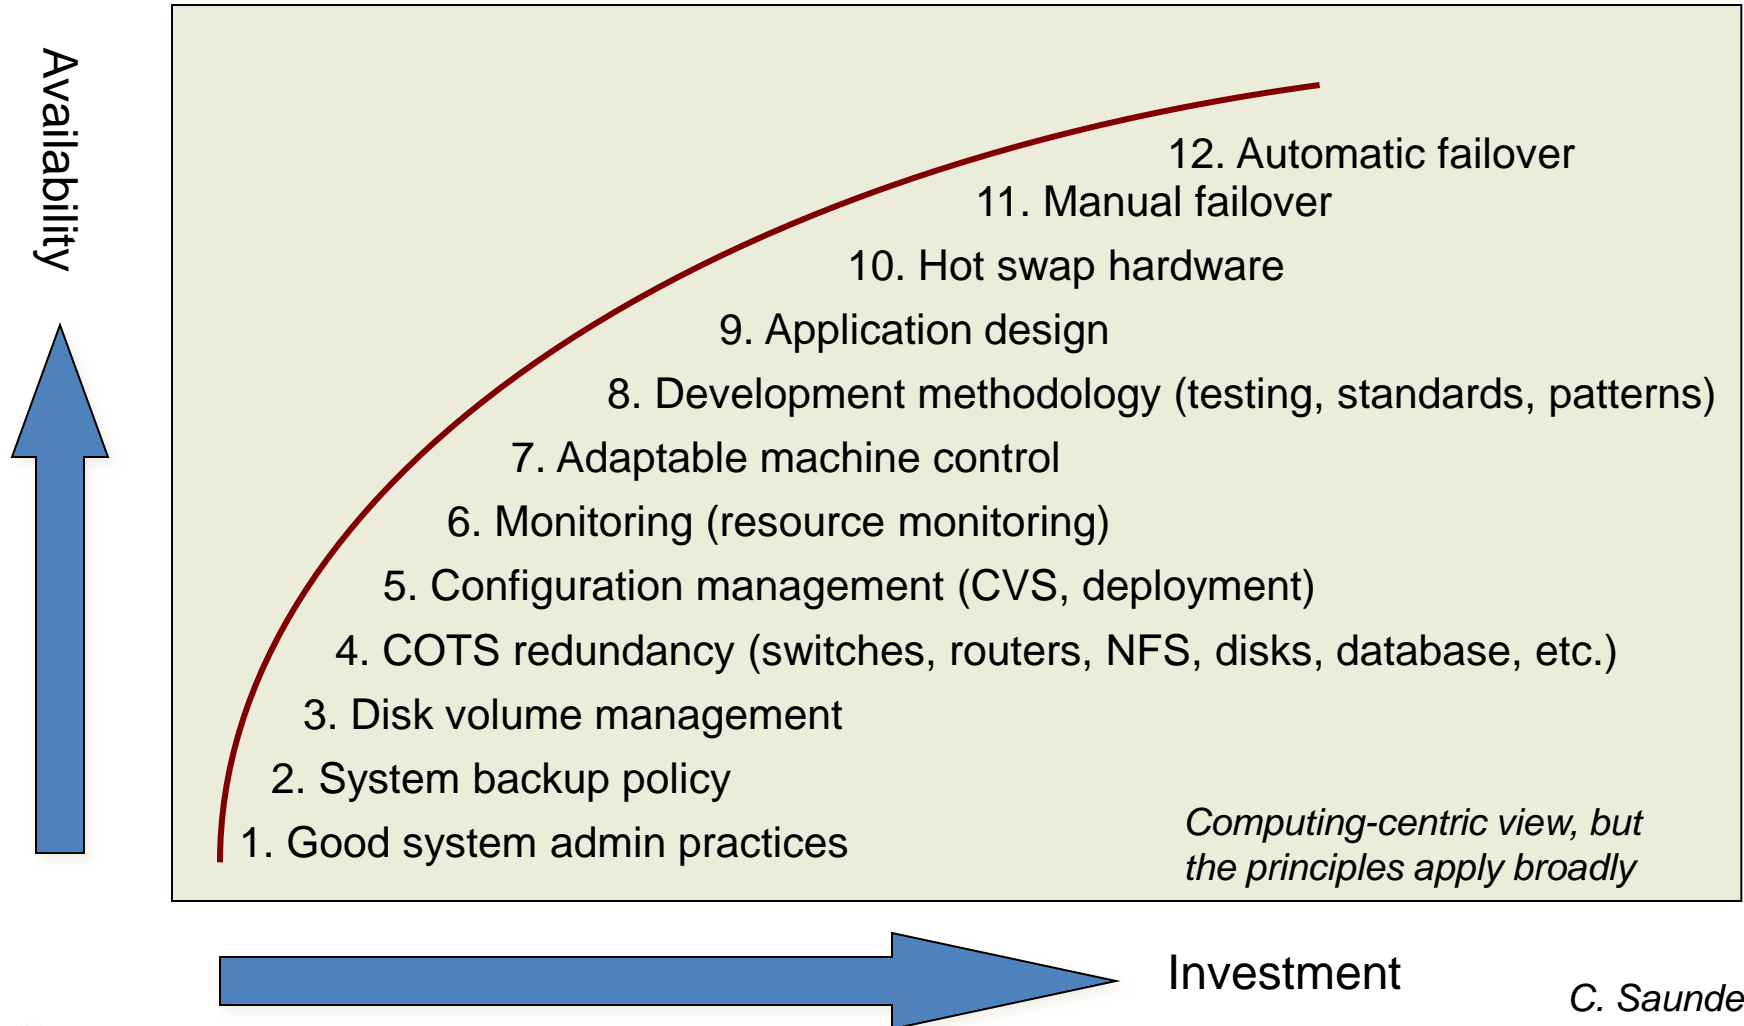 Availability
12. Automatic failover
11. Manual failover
10. Hot swap hardware
9. Application design
8. Development methodology (testing, standards, patterns)
7. Adaptable machine control
6. Monitoring (resource monitoring)
5. Configuration management (CVS, deployment)
4. COTS redundancy (switches, routers, NFS, disks, database, etc.)
3. Disk volume management
2. System backup policy
1. Good system admin practices
Computing-centric view, but
the principles apply broadly
Investment
C. Saunde